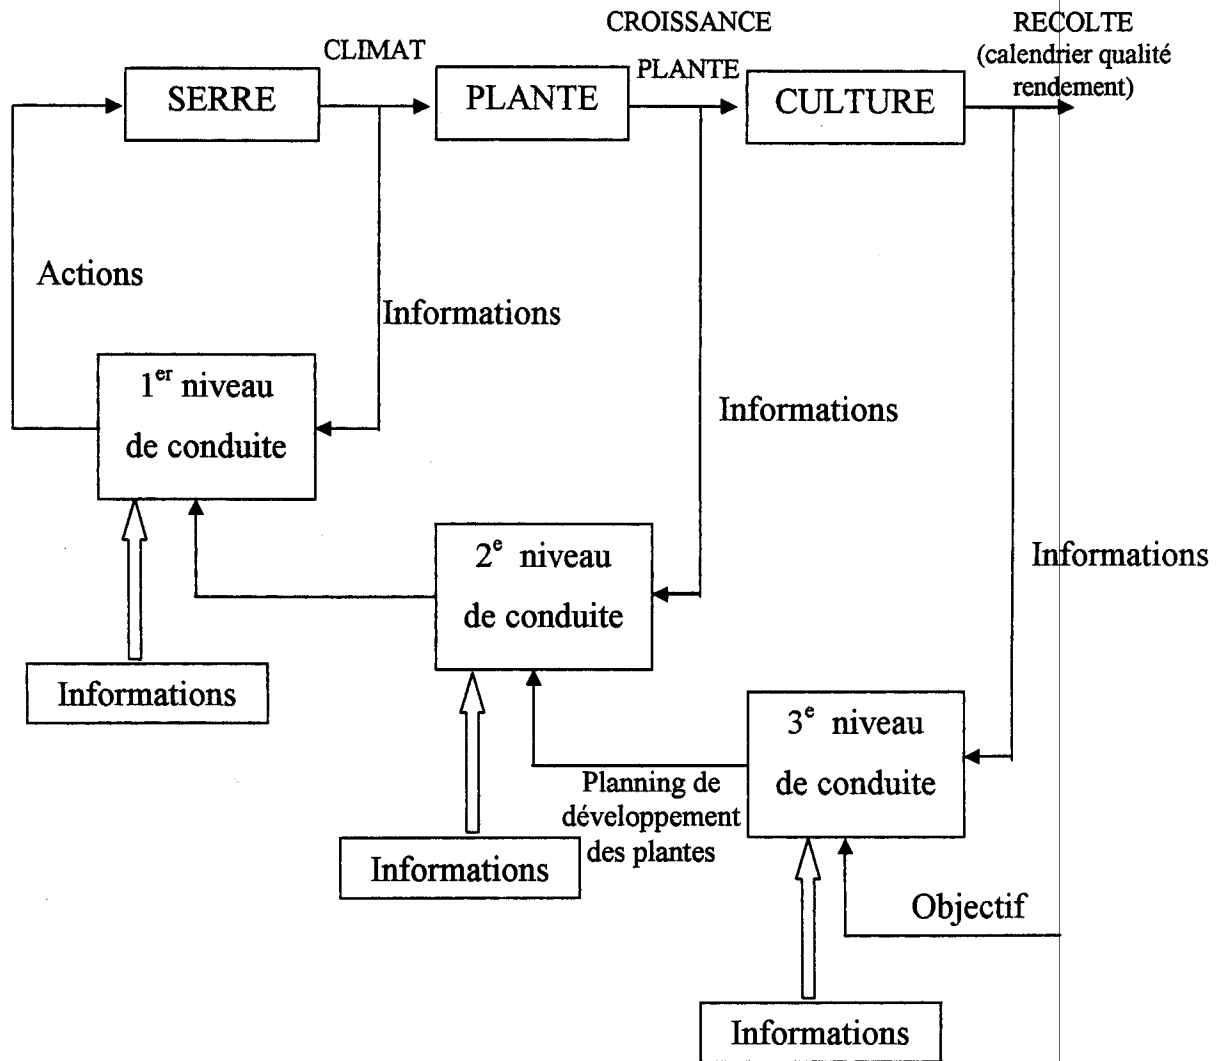 CROISSANCE
RECOLTE
CLIMAT
PLANTE
(calendrier qualité
rendement)
SERRE
PLANTE
CULTURE
Actions
Informations
1er niveau
de conduite
Informations
2e niveau
de conduite
Informations
Informations
3e niveau
de conduite
Planning de
développement
des plantes
Informations
Objectif
Informations